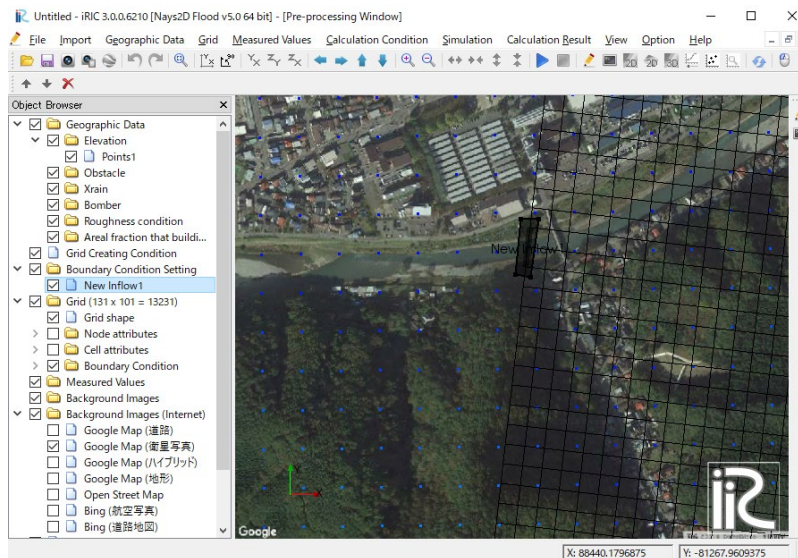 Untitled - iRIC 3.0.0.6210 [Nays2D Flood v5.0 64 bit] - [Pre-processing Window]
File Import Geographic Data Grid Measured Values Calculation Condition Simulation Calculation Result View Option Help
Object Browser
Geographic Data
Elevation
Points1
Obstacle
Xrain
Bomber
Roughness condition
Areal fraction that buildi...
Grid Creating Condition
Boundary Condition Setting
New Inflow1
Grid (131 x 101 = 13231)
Grid shape
Node attributes
Cell attributes
Boundary Condition
Measured Values
Background Images
Background Images (Internet)
Google Map (道路)
Google Map (衛星写真)
Google Map (ハイブリッド)
Google Map (地形)
Open Street Map
Bing (航空写真)
Bing (道路地図)
New Inflow
Y
X
Google
iRIC
X: 88440.1796875
Y: -81267.9609375